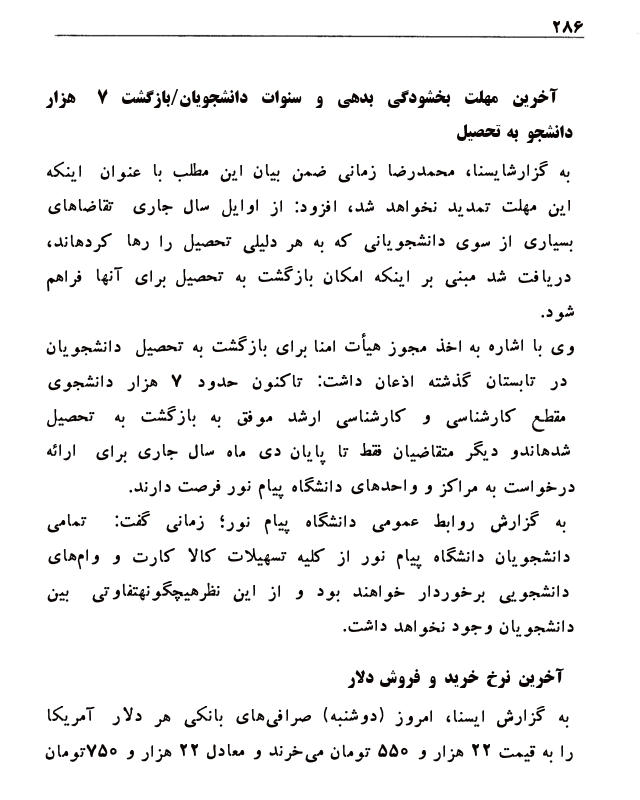 ۲۸۶
آخرین مهلت بخشودگی بدهی و سنوات دانشجویان/بازگشت ۷ هزار
دانشجو به تحصیل
به گزارشایسنا، محمدرضا زمانی ضمن بیان این مطلب با عنوان اینکه
این مهلت تمدید نخواهد شد، افزود: از اوایل سال جاری تقاضاهای
بسیاری از سوی دانشجویانی که به هر دلیلی تحصیل را رها کردهاند،
دریافت شد مبنی بر اینکه امکان بازگشت به تحصیل برای آنها فراهم
شود.
وی با اشاره به اخذ مجوز هیأت امنا برای بازگشت به تحصیل دانشجویان
در تابستان گذشته اذعان داشت: تاکنون حدود ۷ هزار دانشجوی
مقطع کارشناسی و کارشناسی ارشد موفق به بازگشت به تحصیل
شدهاندو دیگر متقاضیان فقط تا پایان دی ماه سال جاری برای ارائه
درخواست به مراکز و واحدهای دانشگاه پیام نور فرصت دارند.
به گزارش روابط عمومی دانشگاه پیام نور؛ زمانی گفت: تمامی
دانشجویان دانشگاه پیام نور از کلیه تسهیلات کالا کارت و وام‌های
دانشجویی برخوردار خواهند بود و از این نظرهیچگونهتفاوتی بین
دانشجویان وجود نخواهد داشت.
آخرین نرخ خرید و فروش دلار
به گزارش ایسنا، امروز (دوشنبه) صرافی‌های بانکی هر دلار آمریکا
را به قیمت ۲۲ هزار و ۵۵۰ تومان می‌خرند و معادل ۲۲ هزار و ۷۵۰تومان